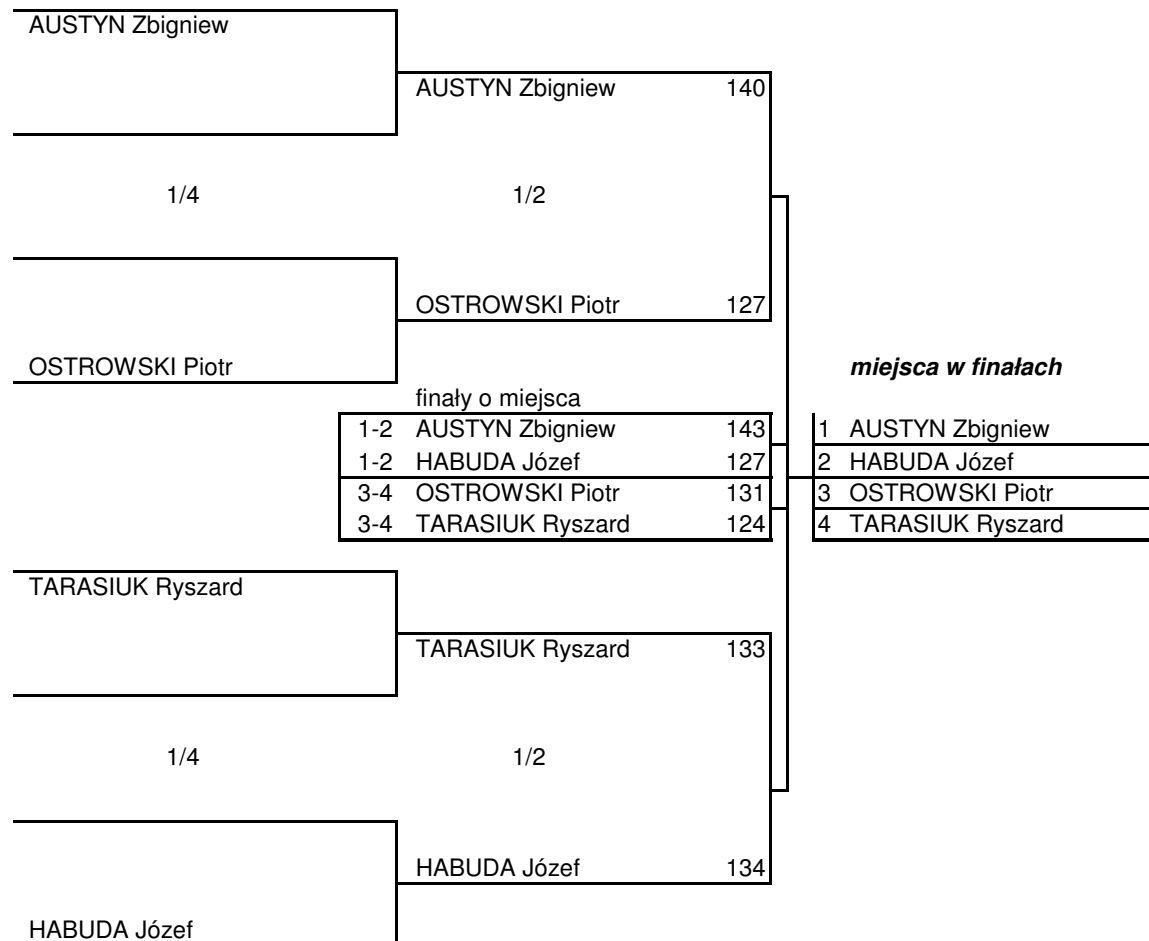 AUSTYN Zbigniew
AUSTYN Zbigniew 140
1/4 1/2
OSTROWSKI Piotr 127
OSTROWSKI Piotr miejsca w finałach
finały o miejsca
1-2 AUSTYN Zbigniew 143 1 AUSTYN Zbigniew
1-2 HABUDA Józef 127 2 HABUDA Józef
3-4 OSTROWSKI Piotr 131 3 OSTROWSKI Piotr
3-4 TARASIUK Ryszard 124 4 TARASIUK Ryszard
TARASIUK Ryszard
TARASIUK Ryszard 133
1/4 1/2
HABUDA Józef 134
HABUDA Józef